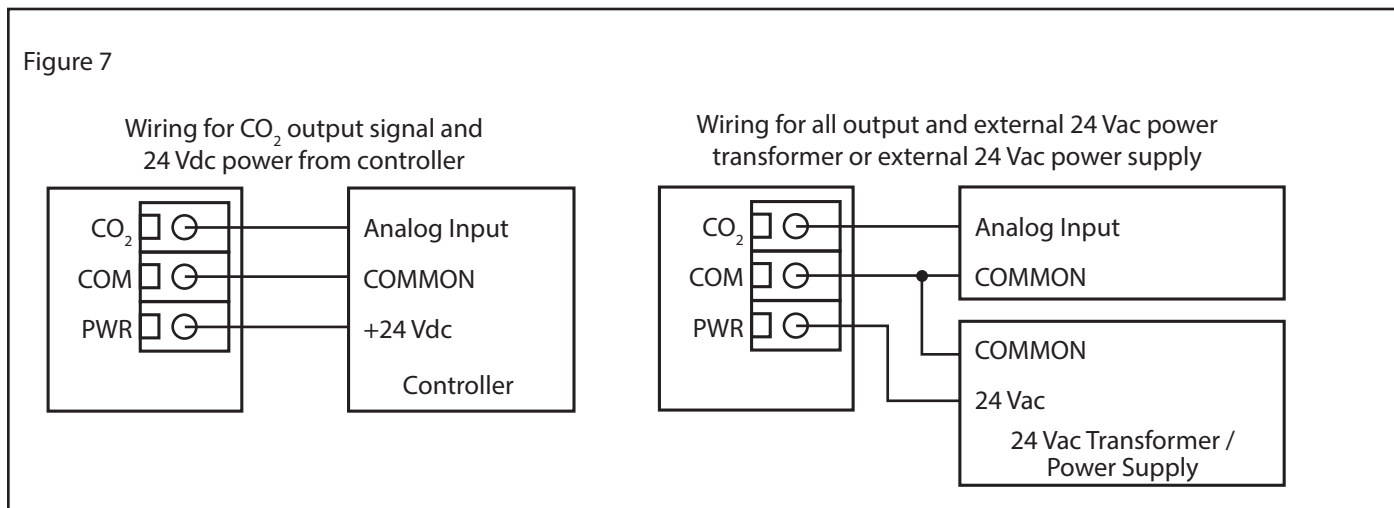 Figure 7
Wiring for CO₂ output signal and
24 Vdc power from controller
CO₂
COM
PWR
Analog Input
COMMON
+24 Vdc
Controller
Wiring for all output and external 24 Vac power
transformer or external 24 Vac power supply
CO₂
COM
PWR
Analog Input
COMMON
COMMON
24 Vac
24 Vac Transformer /
Power Supply